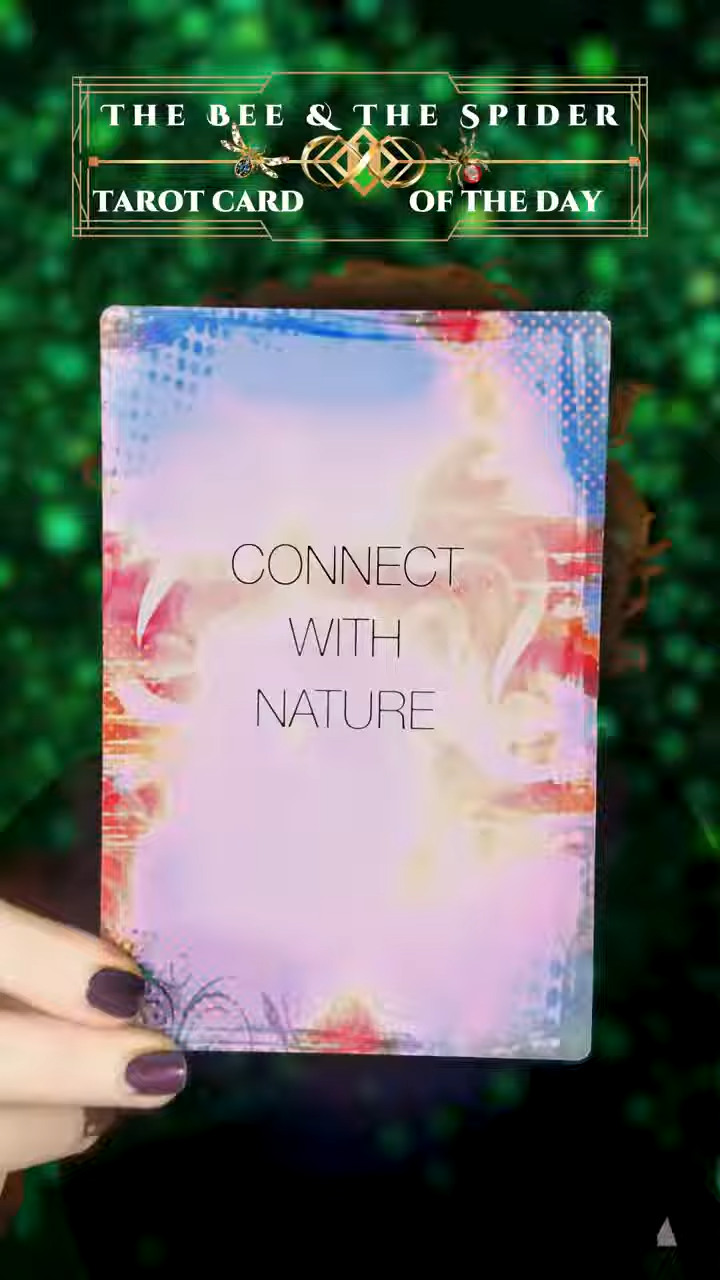 THE BEE & THE SPIDER
TAROT CARD OF THE DAY
CONNECT
WITH
NATURE